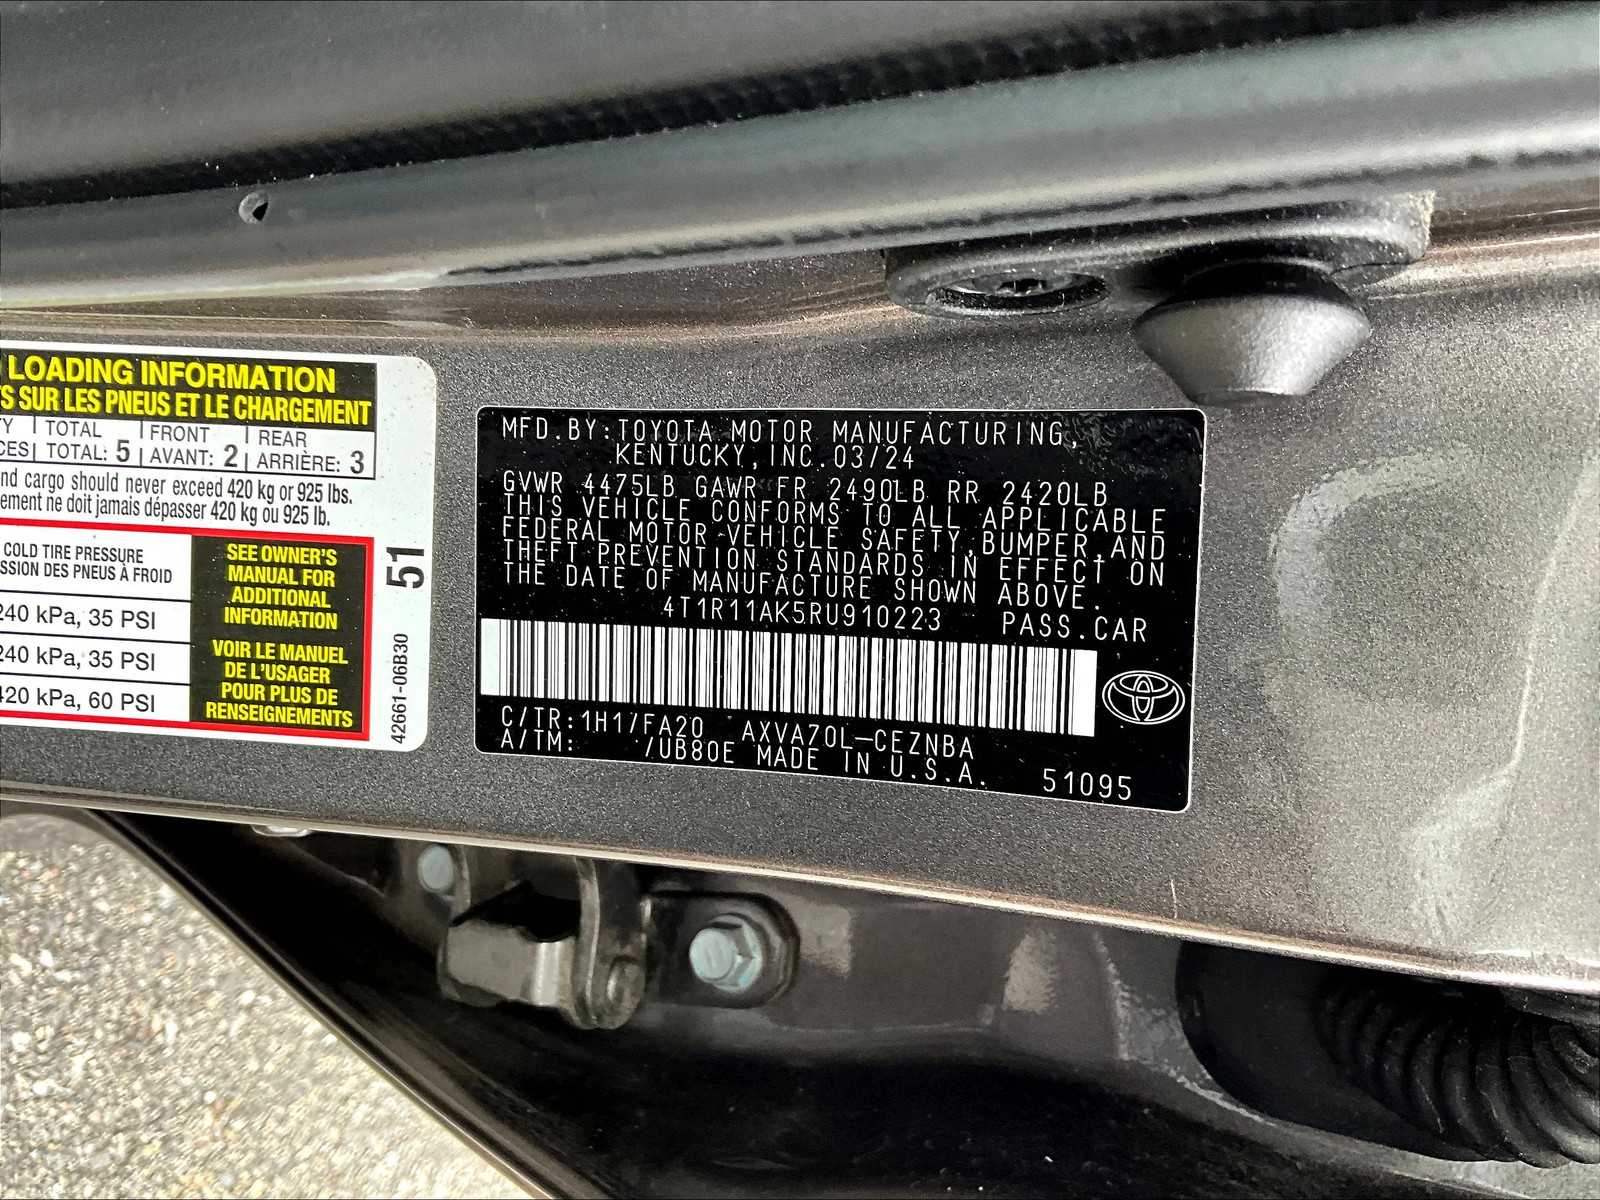 LOADING INFORMATION
S SUR LES PNEUS ET LE CHARGEMENT
TY TOTAL FRONT REAR
CES TOTAL: 5 AVANT: 2 ARRIÈRE: 3
nd cargo should never exceed 420 kg or 925 lbs.
ement ne doit jamais dépasser 420 kg ou 925 lb.
COLD TIRE PRESSURE
SSION DES PNEUS À FROID
240 kPa, 35 PSI
240 kPa, 35 PSI
420 kPa, 60 PSI
SEE OWNER'S
MANUAL FOR
ADDITIONAL
INFORMATION
VOIR LE MANUEL
DE L'USAGER
POUR PLUS DE
RENSEIGNEMENTS
51
42661-06B30
MFD.BY:TOYOTA MOTOR MANUFACTURING,
KENTUCKY,INC.03/24
GVWR 4475LB GAWR FR 2490LB RR 2420LB
THIS VEHICLE CONFORMS TO ALL APPLICABLE
FEDERAL MOTOR VEHICLE SAFETY,BUMPER,AND
THEFT PREVENTION STANDARDS IN EFFECT ON
THE DATE OF MANUFACTURE SHOWN ABOVE.
4T1R11AK5RU910223 PASS.CAR
C/TR:1H17/FA20 AXVA70L-CEZNBA
A/TM: /UB80E MADE IN U.S.A. 51095